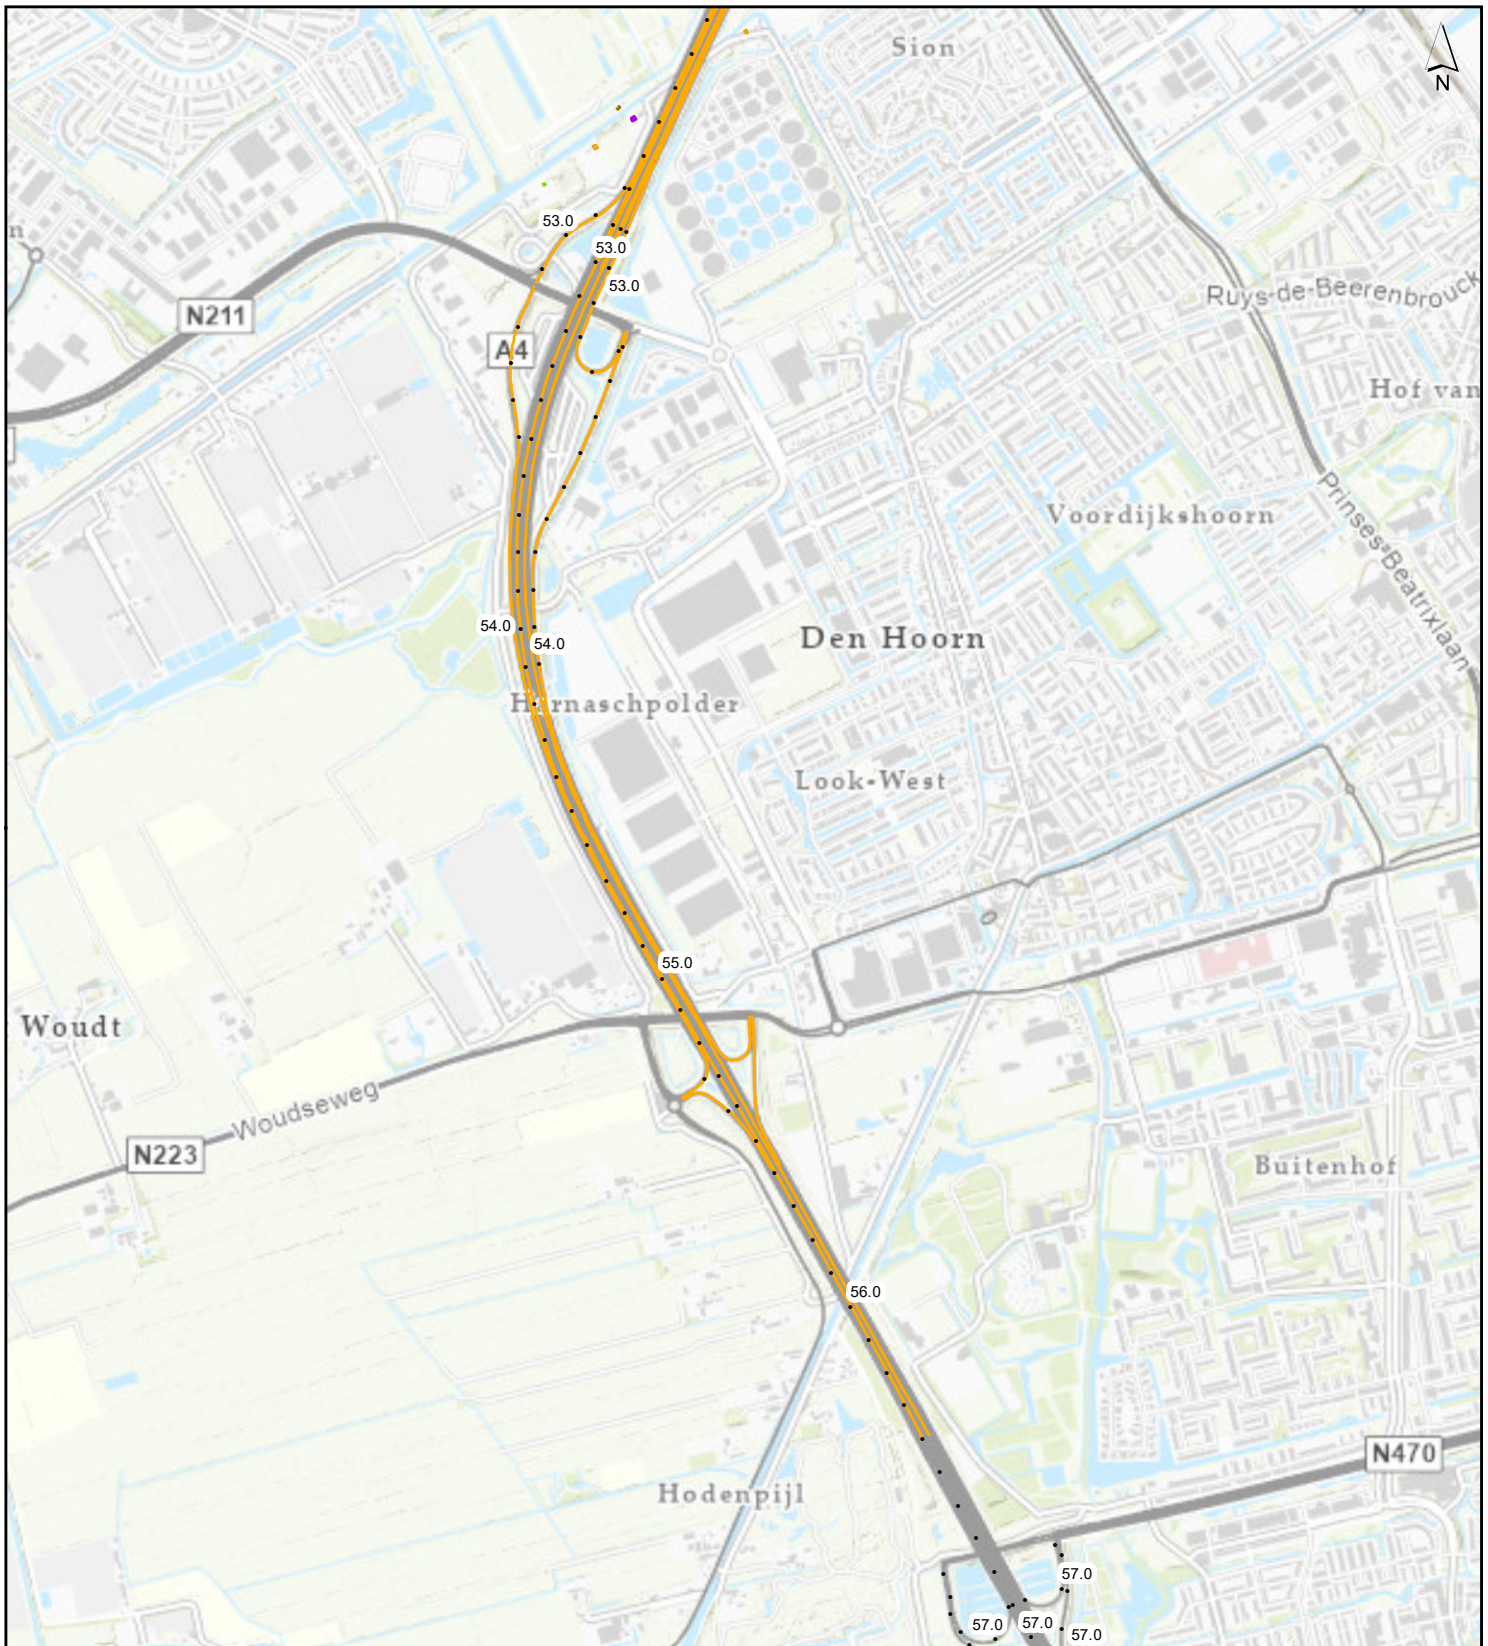 Sion
N
n
53.0
53.0
53.0
N211
A4
Ruys-de-Beerenbrouck
Hof van
Voordijkshoorn
Prinses-Beatrixlaan
54.0
54.0
Den Hoorn
Harnaschpolder
Look-West
55.0
Woudt
Woudseweg
N223
Buitenhof
56.0
N470
Hodenpijl
57.0
57.0
57.0
57.0